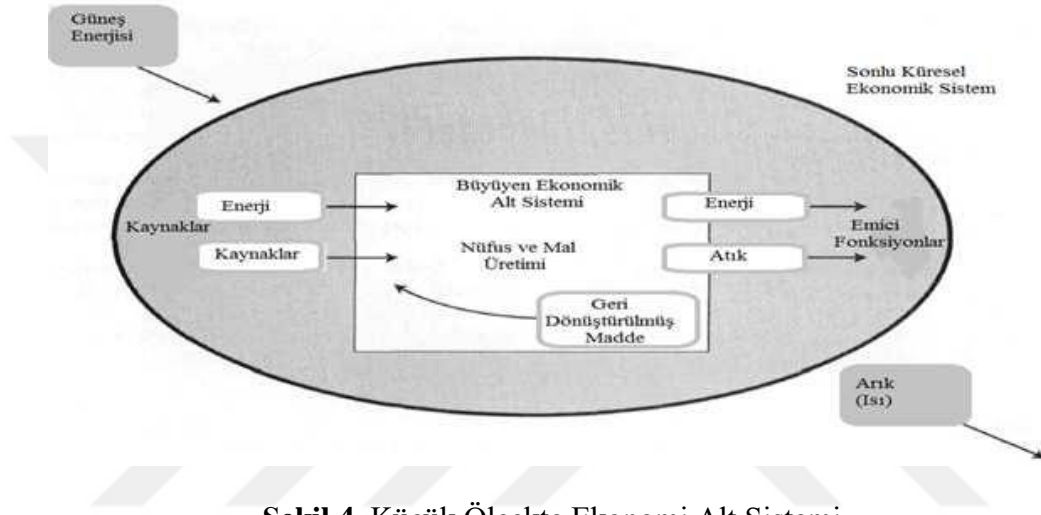 Güneş
Enerjisi
Sonlu Küresel
Ekonomik Sistem
Büyüyen Ekonomik
Alt Sistemi
Enerji
Enerji
Kaynaklar
Emici
Fonksiyonlar
Kaynaklar
Nüfus ve Mal
Üretimi
Atık
Geri
Dönüştürülmüş
Madde
Arık
(Isı)
Şekil 4. Küçük Ölçekte Ekonomi Alt Sistemi